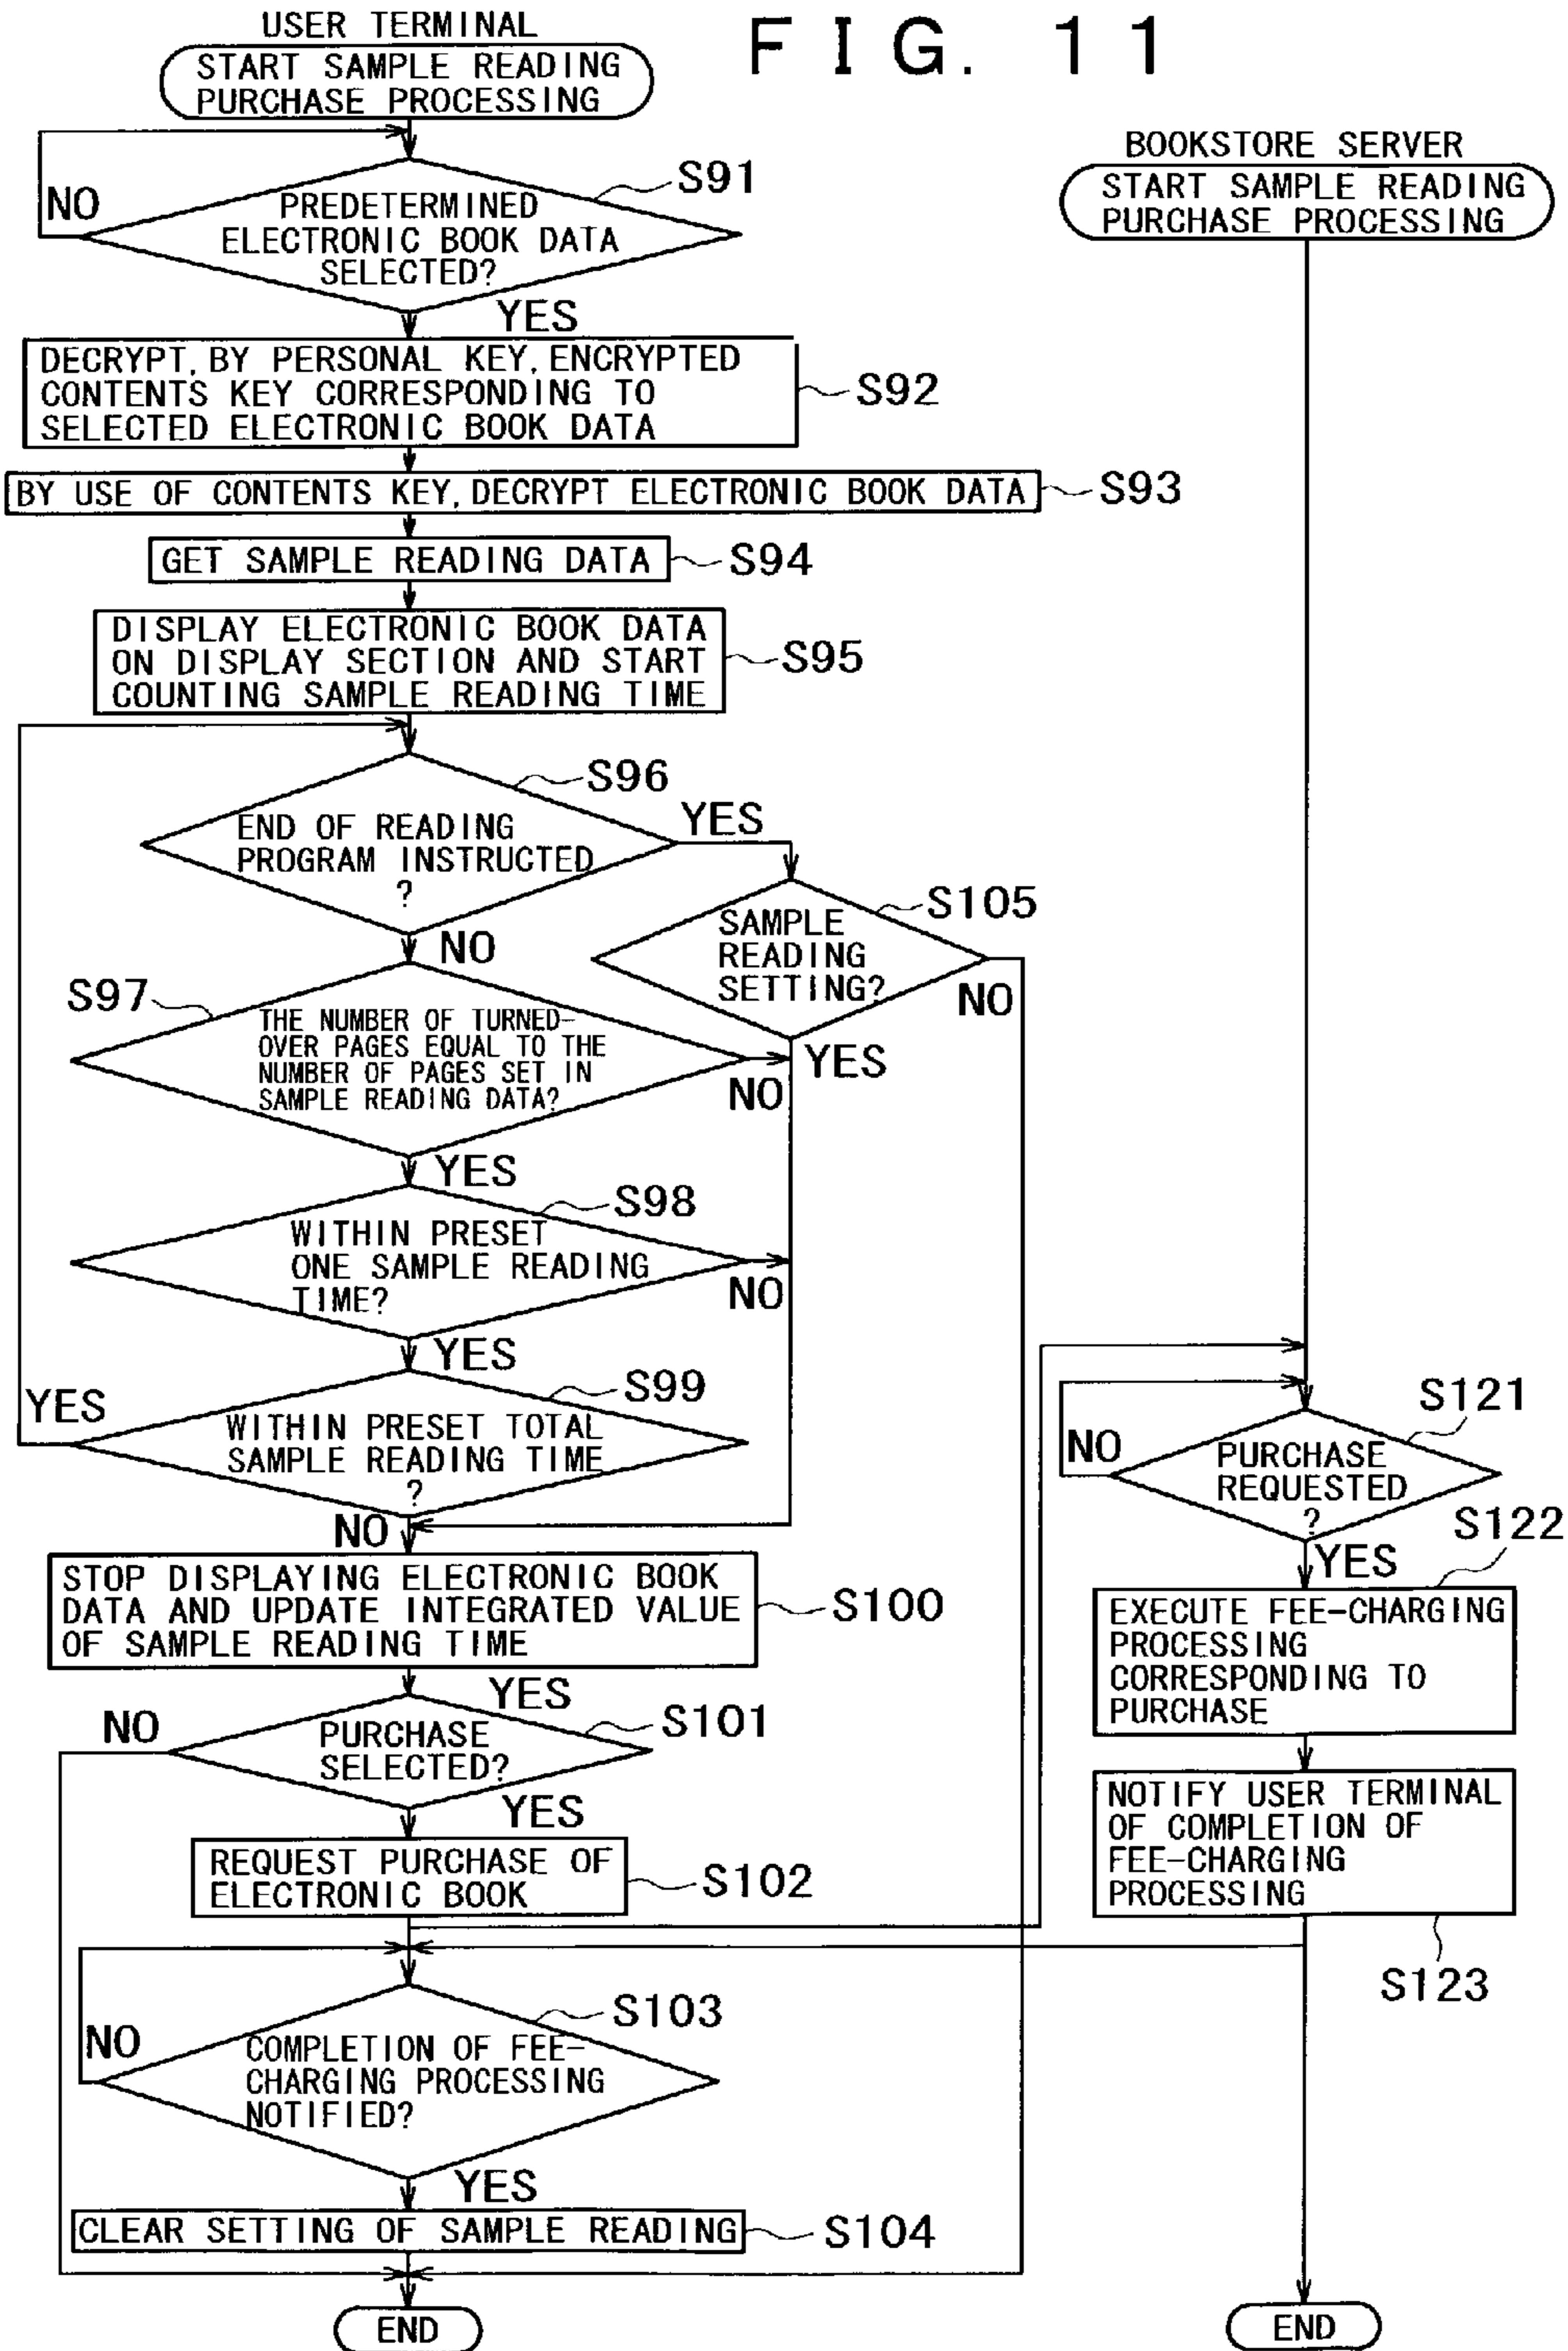 FIG. 11
USER TERMINAL
START SAMPLE READING
PURCHASE PROCESSING
NO
S91
PREDETERMINED
ELECTRONIC BOOK DATA
SELECTED?
YES
DECRYPT, BY PERSONAL KEY, ENCRYPTED
CONTENTS KEY CORRESPONDING TO
SELECTED ELECTRONIC BOOK DATA
S92
BY USE OF CONTENTS KEY, DECRYPT ELECTRONIC BOOK DATA
S93
GET SAMPLE READING DATA
S94
DISPLAY ELECTRONIC BOOK DATA
ON DISPLAY SECTION AND START
COUNTING SAMPLE READING TIME
S95
S96
END OF READING
PROGRAM INSTRUCTED
?
YES
NO
S105
SAMPLE
READING
SETTING?
NO
YES
S97
THE NUMBER OF TURNED-
OVER PAGES EQUAL TO THE
NUMBER OF PAGES SET IN
SAMPLE READING DATA?
NO
YES
S98
WITHIN PRESET
ONE SAMPLE READING
TIME?
NO
YES
S99
YES
WITHIN PRESET TOTAL
SAMPLE READING TIME
?
NO
STOP DISPLAYING ELECTRONIC BOOK
DATA AND UPDATE INTEGRATED VALUE
OF SAMPLE READING TIME
S100
YES
NO
S101
PURCHASE
SELECTED?
YES
REQUEST PURCHASE OF
ELECTRONIC BOOK
S102
S103
NO
COMPLETION OF FEE-
CHARGING PROCESSING
NOTIFIED?
YES
CLEAR SETTING OF SAMPLE READING
S104
END
BOOKSTORE SERVER
START SAMPLE READING
PURCHASE PROCESSING
S121
NO
PURCHASE
REQUESTED
?
YES
S122
EXECUTE FEE-CHARGING
PROCESSING
CORRESPONDING TO
PURCHASE
NOTIFY USER TERMINAL
OF COMPLETION OF
FEE-CHARGING
PROCESSING
S123
END